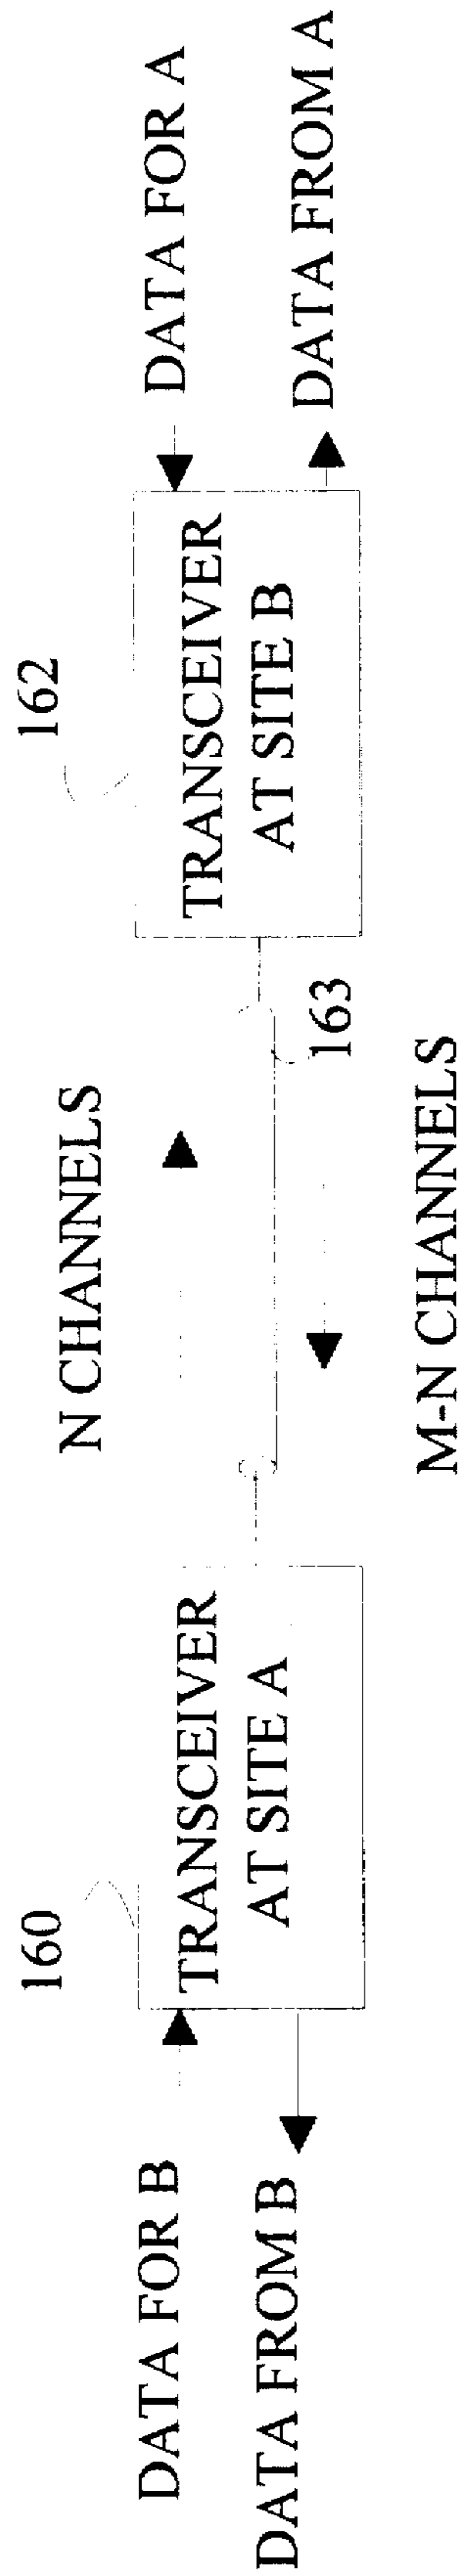 160
162
N CHANNELS
DATA FOR B
TRANSCEIVER
AT SITE A
DATA FROM B
TRANSCEIVER
AT SITE B
DATA FOR A
DATA FROM A
163
M-N CHANNELS